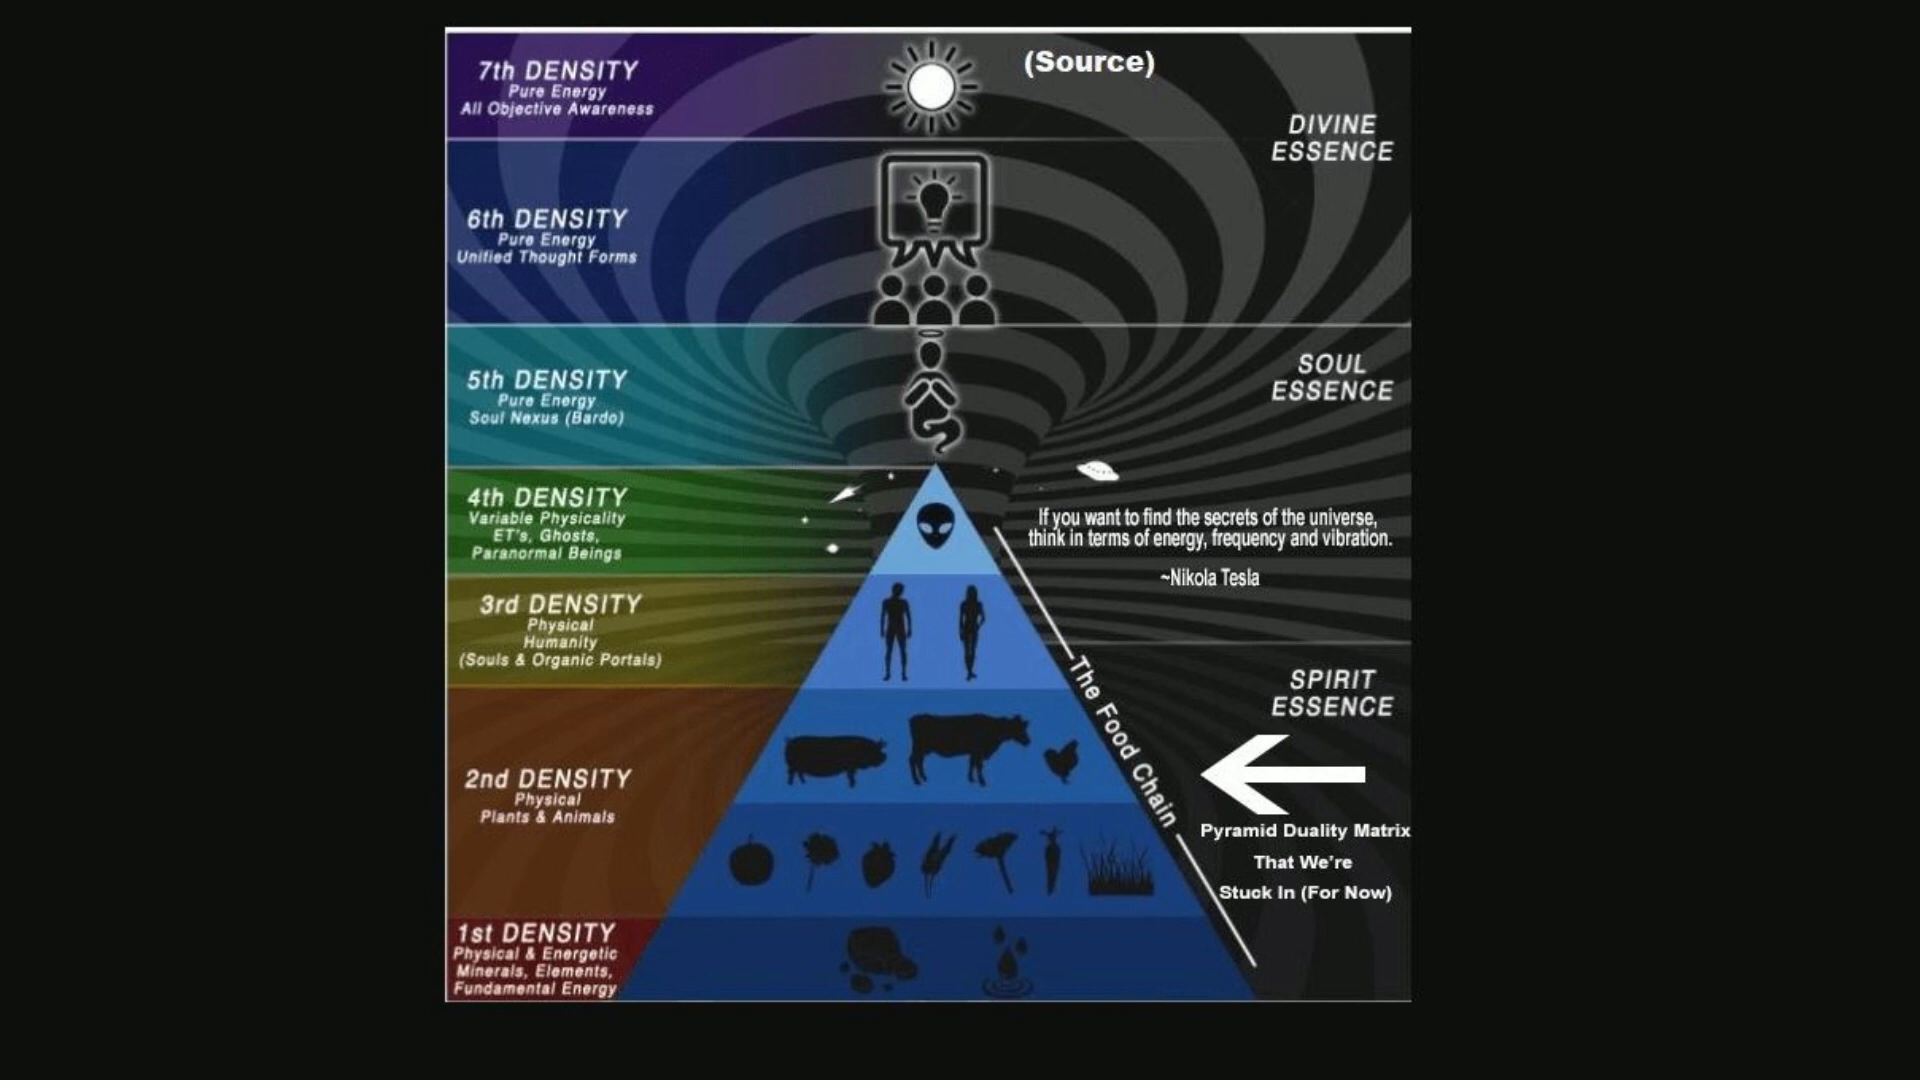 7th DENSITY
Pure Energy
All Objective Awareness
(Source)
DIVINE
ESSENCE
6th DENSITY
Pure Energy
Unified Thought Forms
5th DENSITY
Pure Energy
Soul Nexus (Bardo)
SOUL
ESSENCE
4th DENSITY
Variable Physicality
ET's, Ghosts,
Paranormal Beings
If you want to find the secrets of the universe,
think in terms of energy, frequency and vibration.
~Nikola Tesla
3rd DENSITY
Physical
Humanity
(Souls & Organic Portals)
The Food Chain
SPIRIT
ESSENCE
2nd DENSITY
Physical
Plants & Animals
Pyramid Duality Matrix
That We're
Stuck In (For Now)
1st DENSITY
Physical & Energetic
Minerals, Elements,
Fundamental Energy